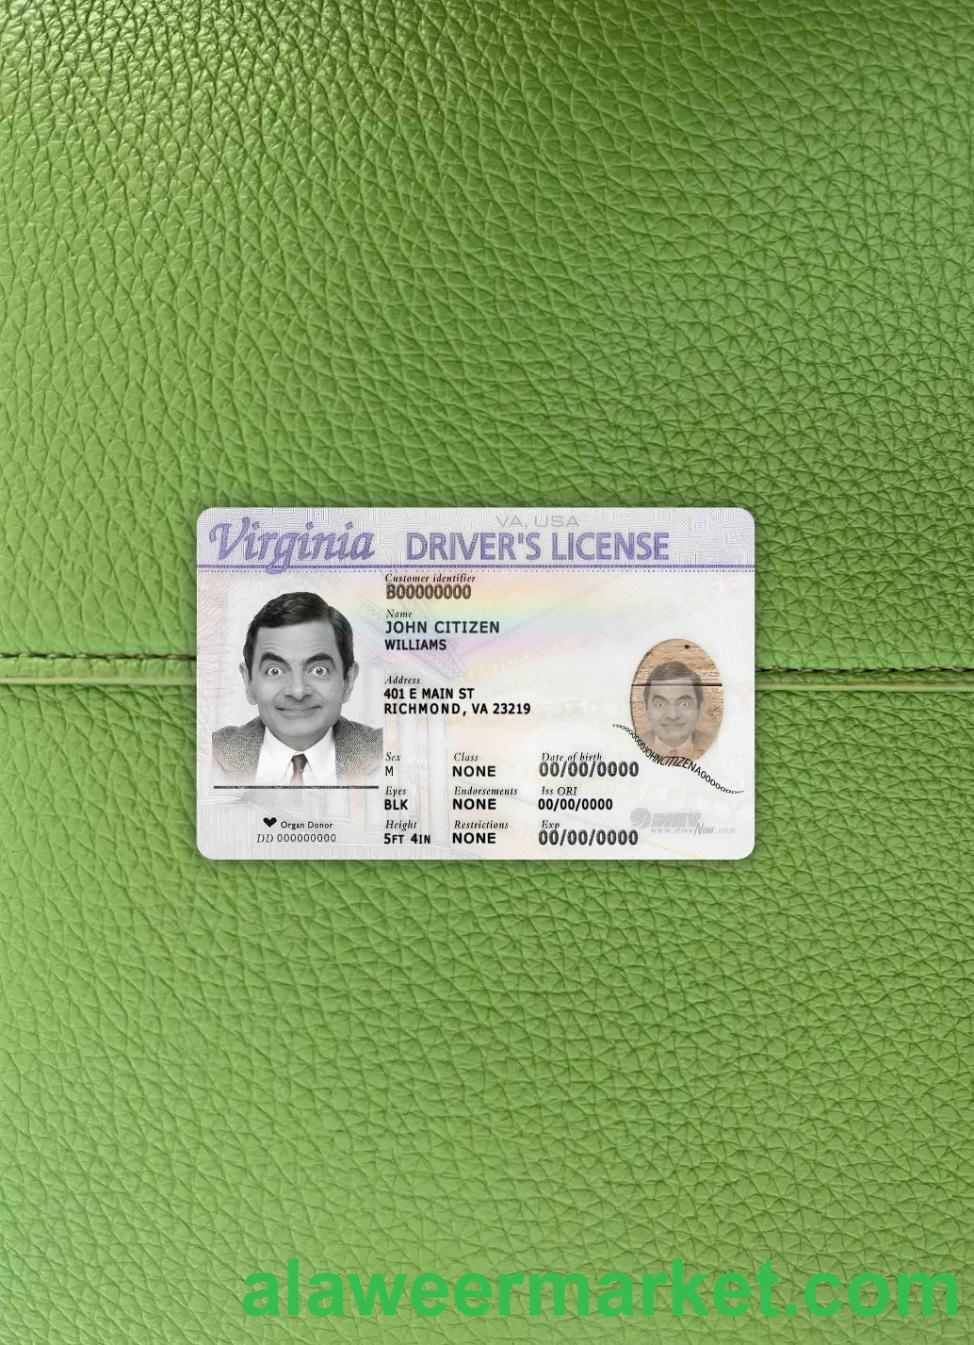 VA, USA
Virginia DRIVER'S LICENSE
Customer identifier
B00000000
Name
JOHN CITIZEN
WILLIAMS
Address
401 E MAIN ST
RICHMOND, VA 23219
Sex Class Date of birth
M NONE 00/00/0000
Eyes Endorsements Iss ORI
BLK NONE 00/00/0000
Height Restrictions Exp
5FT 4IN NONE 00/00/0000
Organ Donor
DD 000000000
alaweermarket.com